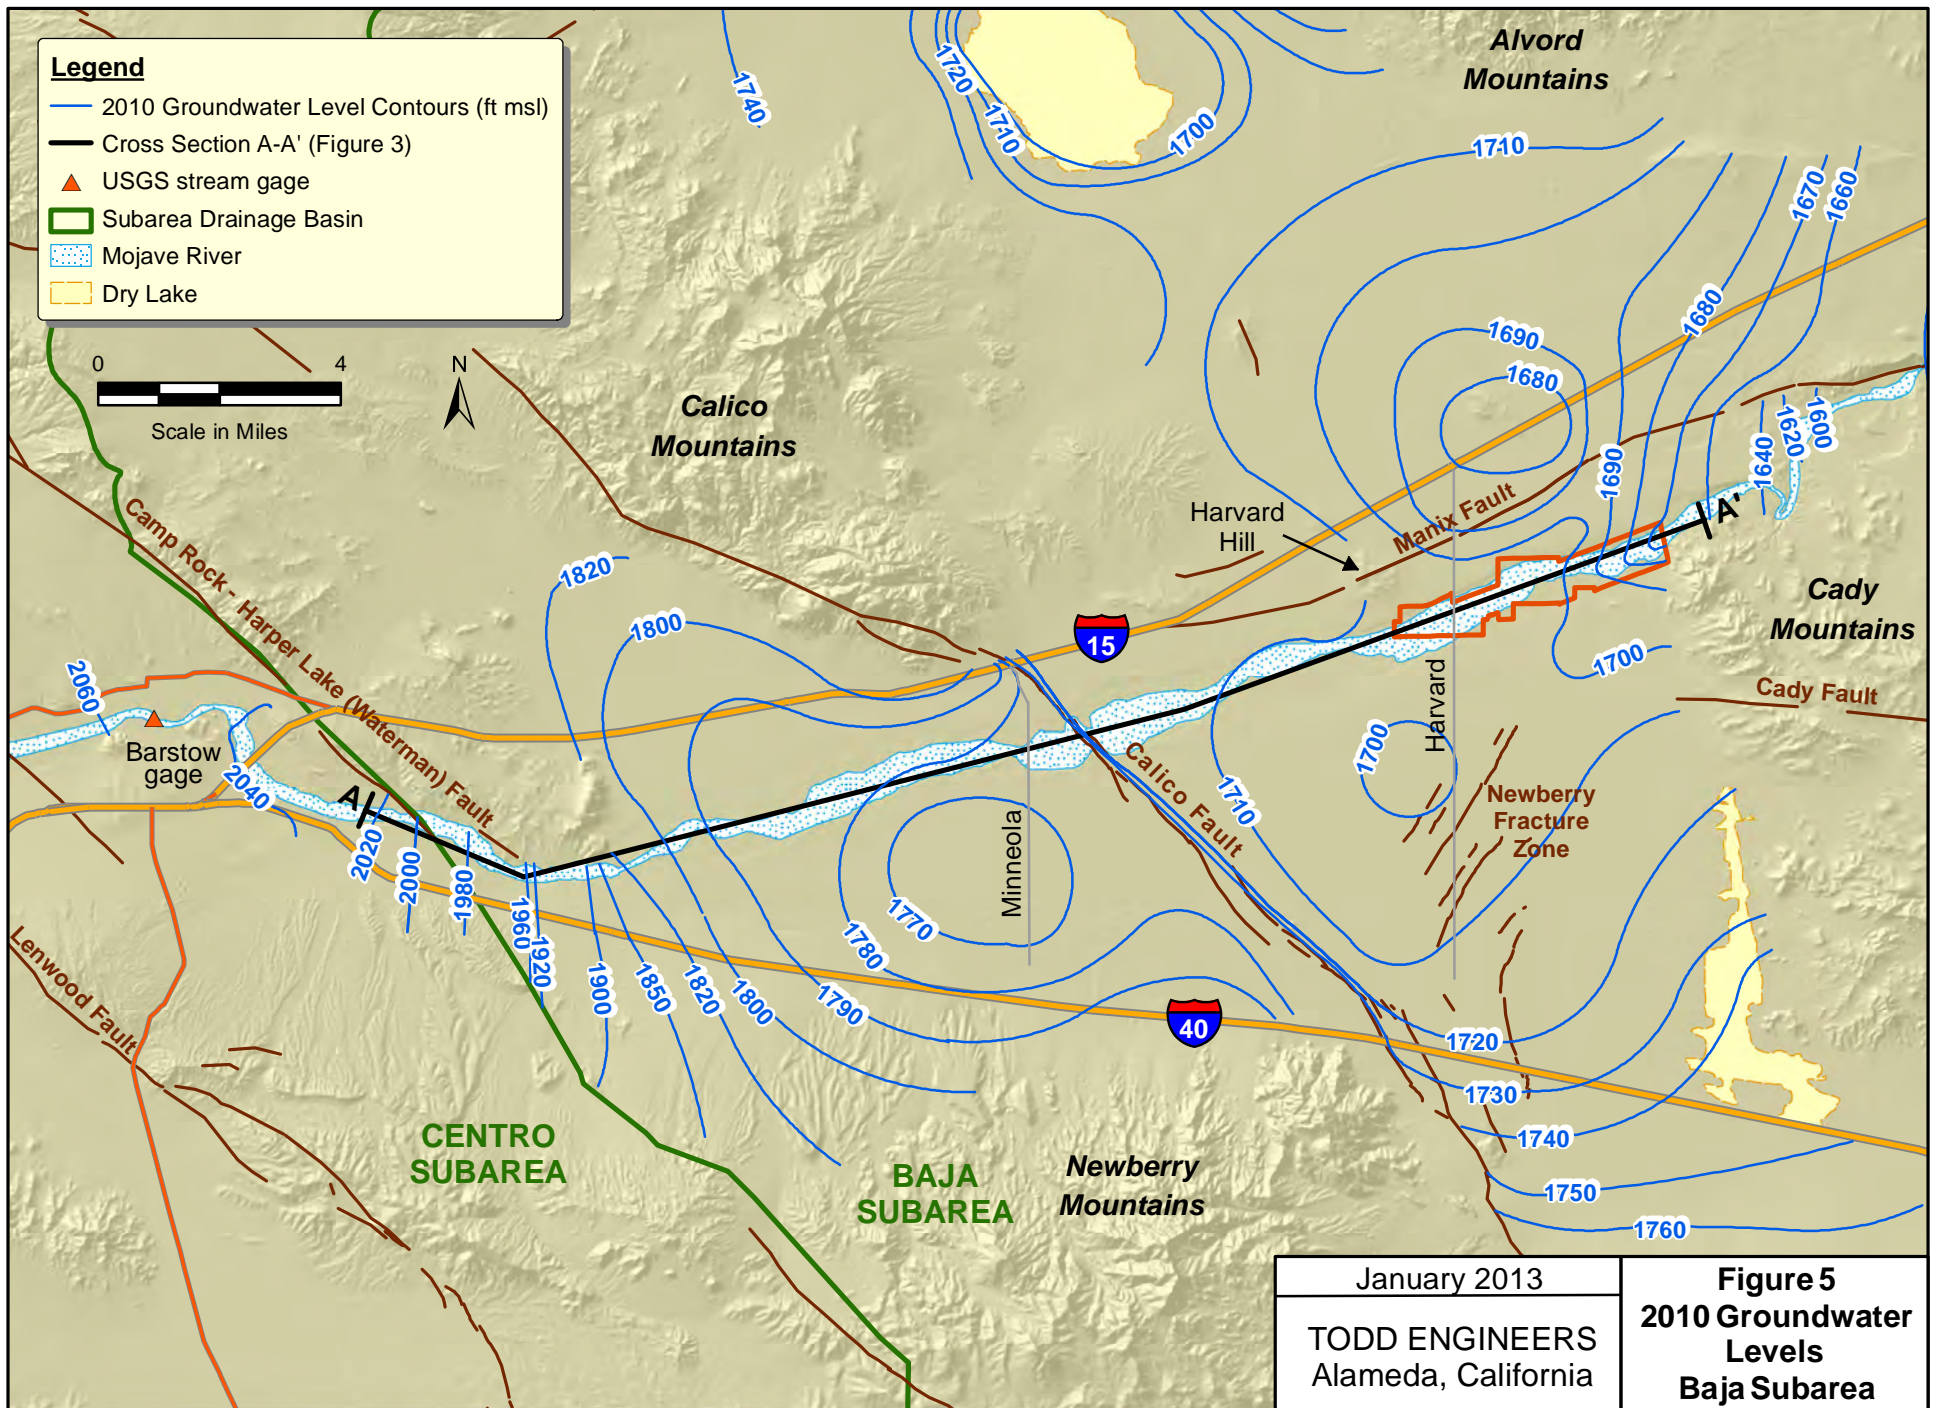 Legend
2010 Groundwater Level Contours (ft msl)
Cross Section A-A' (Figure 3)
USGS stream gage
Subarea Drainage Basin
Mojave River
Dry Lake
0 4
Scale in Miles
N
Alvord
Mountains
1740
1720
1710
1700
1710
1670
1660
1680
1690
1680
1690
1640
1620
1600
Calico
Mountains
Harvard
Hill
Manix Fault
A'
Cady
Mountains
Camp Rock - Harper Lake (Waterman) Fault
1820
1800
15
2060
Barstow
gage
2040
A
2020
2000
1980
1960
1920
1900
1850
1820
1800
1790
1780
1770
Minneola
Calico Fault
1710
1700
Harvard
1700
Cady Fault
Newberry
Fracture
Zone
Lenwood Fault
40
1720
1730
1740
1750
1760
CENTRO
SUBAREA
BAJA
SUBAREA
Newberry
Mountains
January 2013
TODD ENGINEERS
Alameda, California
Figure 5
2010 Groundwater
Levels
Baja Subarea